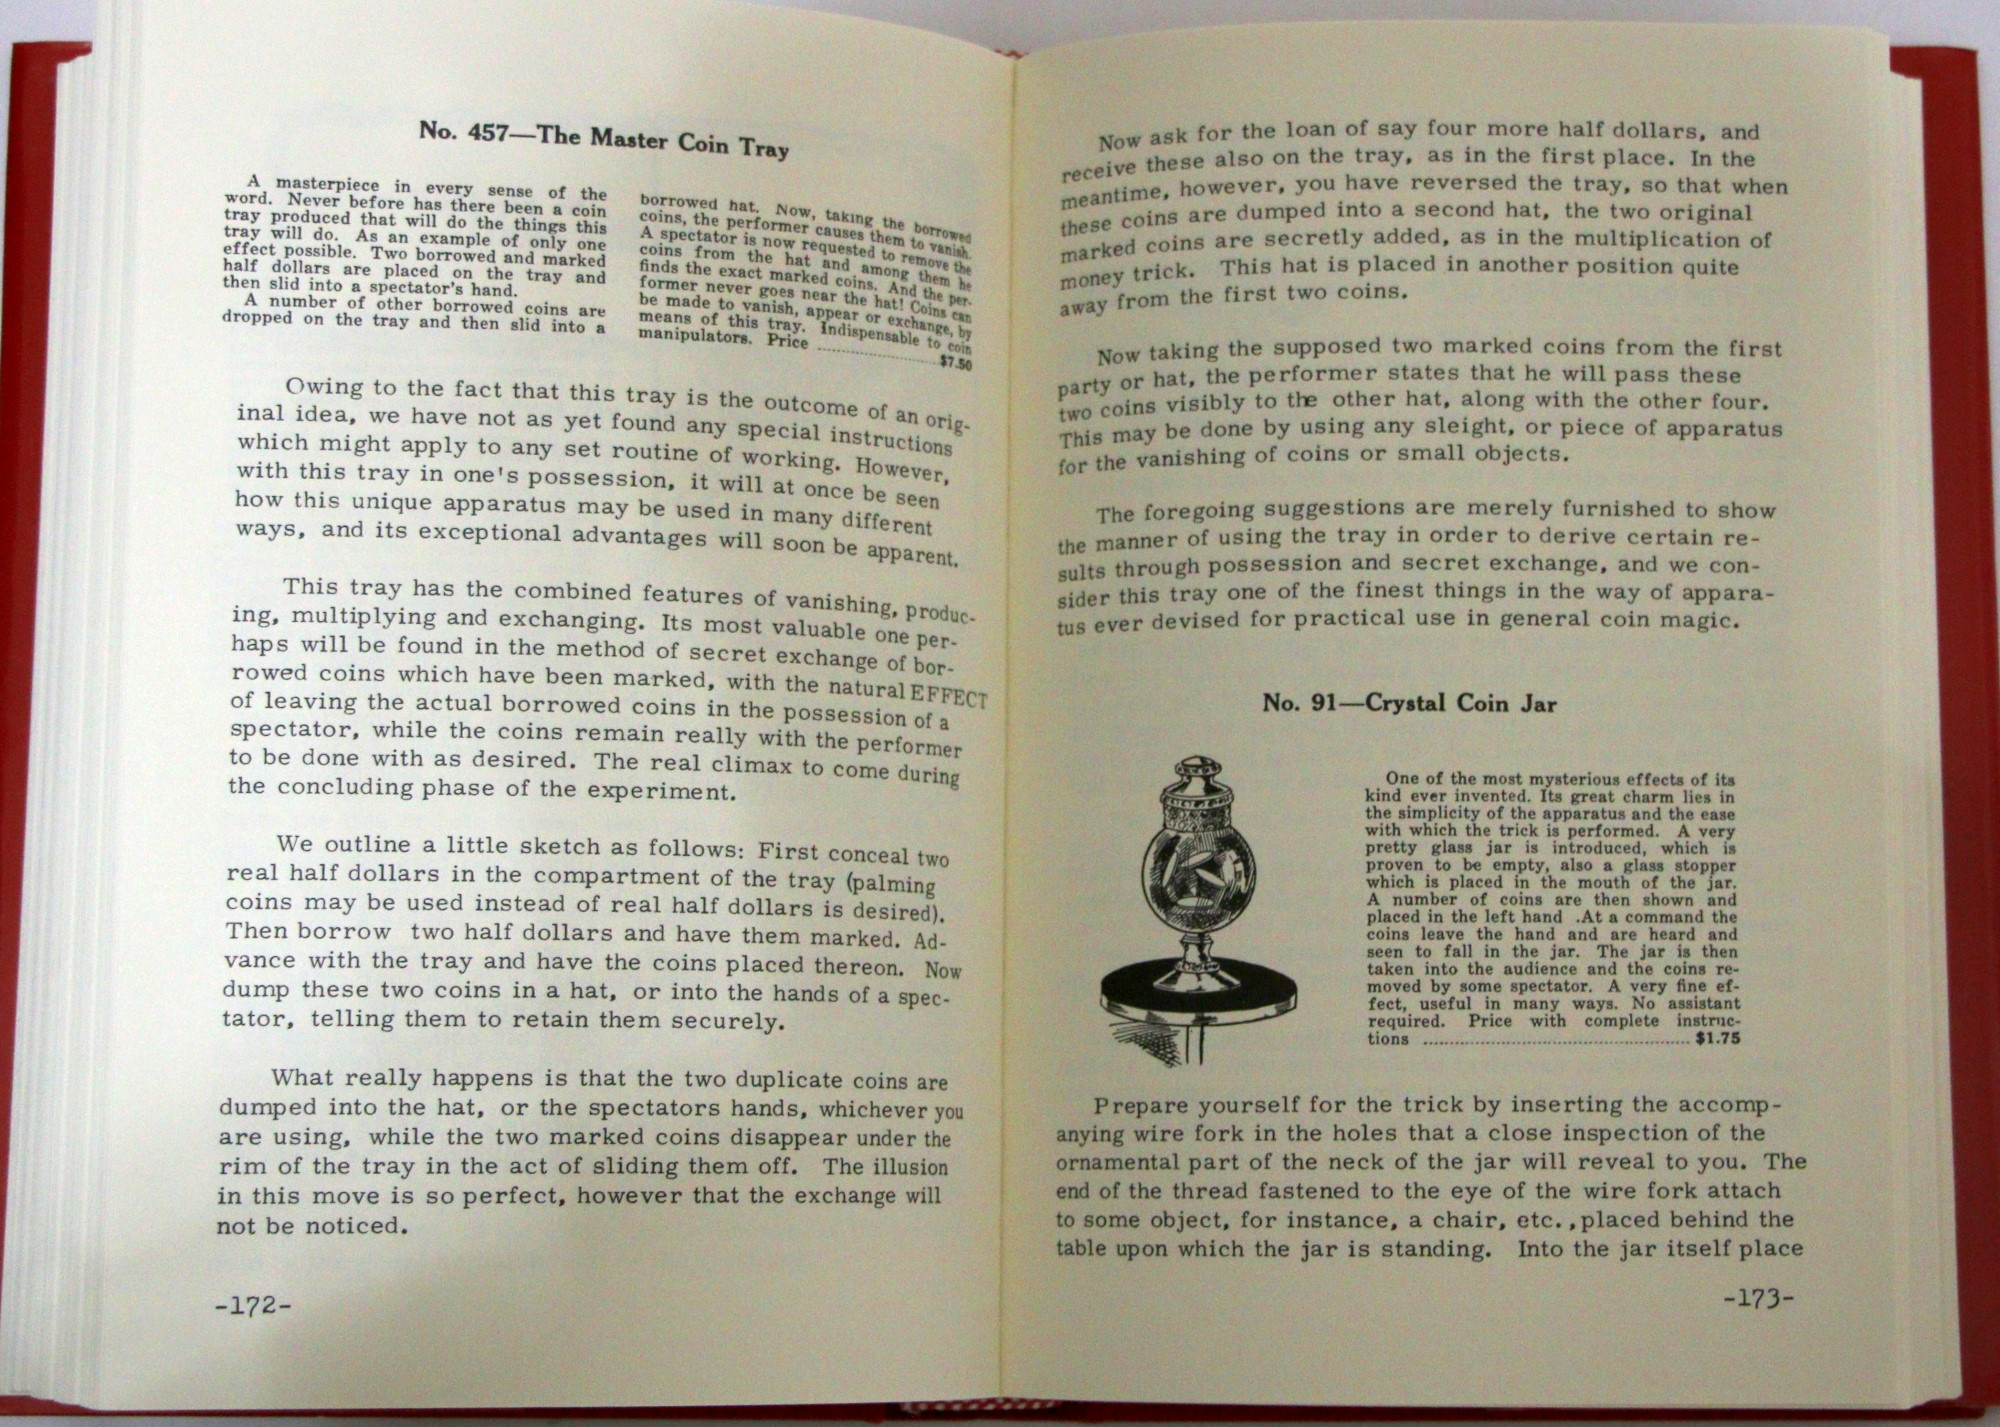 No. 457—The Master Coin Tray
A masterpiece in every sense of the
word. Never before has there been a coin
tray produced that will do the things this
tray will do. As an example of only one
effect possible. Two borrowed and marked
half dollars are placed on the tray and
then slid into a spectator's hand.
A number of other borrowed coins are
dropped on the tray and then slid into a
borrowed hat. Now, taking the borrowed
coins, the performer causes them to vanish.
A spectator is now requested to remove the
coins from the hat and among them he
finds the exact marked coins. And the per-
former never goes near the hat! Coins can
be made to vanish, appear or exchange, by
means of this tray. Indispensable to coin
manipulators. Price ........................ $7.50
Owing to the fact that this tray is the outcome of an orig-
inal idea, we have not as yet found any special instructions
which might apply to any set routine of working. However,
with this tray in one's possession, it will at once be seen
how this unique apparatus may be used in many different
ways, and its exceptional advantages will soon be apparent.
This tray has the combined features of vanishing, produc-
ing, multiplying and exchanging. Its most valuable one per-
haps will be found in the method of secret exchange of bor-
rowed coins which have been marked, with the natural EFFECT
of leaving the actual borrowed coins in the possession of a
spectator, while the coins remain really with the performer
to be done with as desired. The real climax to come during
the concluding phase of the experiment.
We outline a little sketch as follows: First conceal two
real half dollars in the compartment of the tray (palming
coins may be used instead of real half dollars is desired).
Then borrow two half dollars and have them marked. Ad-
vance with the tray and have the coins placed thereon. Now
dump these two coins in a hat, or into the hands of a spec-
tator, telling them to retain them securely.
What really happens is that the two duplicate coins are
dumped into the hat, or the spectators hands, whichever you
are using, while the two marked coins disappear under the
rim of the tray in the act of sliding them off. The illusion
in this move is so perfect, however that the exchange will
not be noticed.
-172-
Now ask for the loan of say four more half dollars, and
receive these also on the tray, as in the first place. In the
meantime, however, you have reversed the tray, so that when
these coins are dumped into a second hat, the two original
marked coins are secretly added, as in the multiplication of
money trick. This hat is placed in another position quite
away from the first two coins.
Now taking the supposed two marked coins from the first
party or hat, the performer states that he will pass these
two coins visibly to the other hat, along with the other four.
This may be done by using any sleight, or piece of apparatus
for the vanishing of coins or small objects.
The foregoing suggestions are merely furnished to show
the manner of using the tray in order to derive certain re-
sults through possession and secret exchange, and we con-
sider this tray one of the finest things in the way of appara-
tus ever devised for practical use in general coin magic.
No. 91—Crystal Coin Jar
One of the most mysterious effects of its
kind ever invented. Its great charm lies in
the simplicity of the apparatus and the ease
with which the trick is performed. A very
pretty glass jar is introduced, which is
proven to be empty, also a glass stopper
which is placed in the mouth of the jar.
A number of coins are then shown and
placed in the left hand .At a command the
coins leave the hand and are heard and
seen to fall in the jar. The jar is then
taken into the audience and the coins re-
moved by some spectator. A very fine ef-
fect, useful in many ways. No assistant
required. Price with complete instruc-
tions ................................................ $1.75
Prepare yourself for the trick by inserting the accomp-
anying wire fork in the holes that a close inspection of the
ornamental part of the neck of the jar will reveal to you. The
end of the thread fastened to the eye of the wire fork attach
to some object, for instance, a chair, etc. , placed behind the
table upon which the jar is standing. Into the jar itself place
-173-